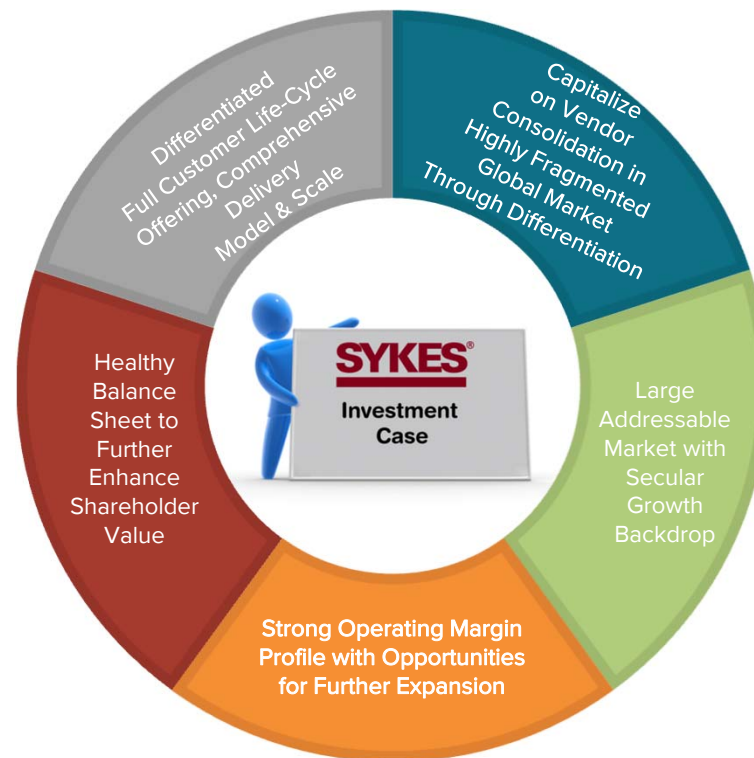 Differentiated
Full Customer Life-Cycle
Offering, Comprehensive
Delivery
Model & Scale
Capitalize
on Vendor
Consolidation in
Highly Fragmented
Global Market
Through Differentiation
SYKES®
Investment
Case
Healthy
Balance
Sheet to
Further
Enhance
Shareholder
Value
Large
Addressable
Market with
Secular
Growth
Backdrop
Strong Operating Margin
Profile with Opportunities
for Further Expansion